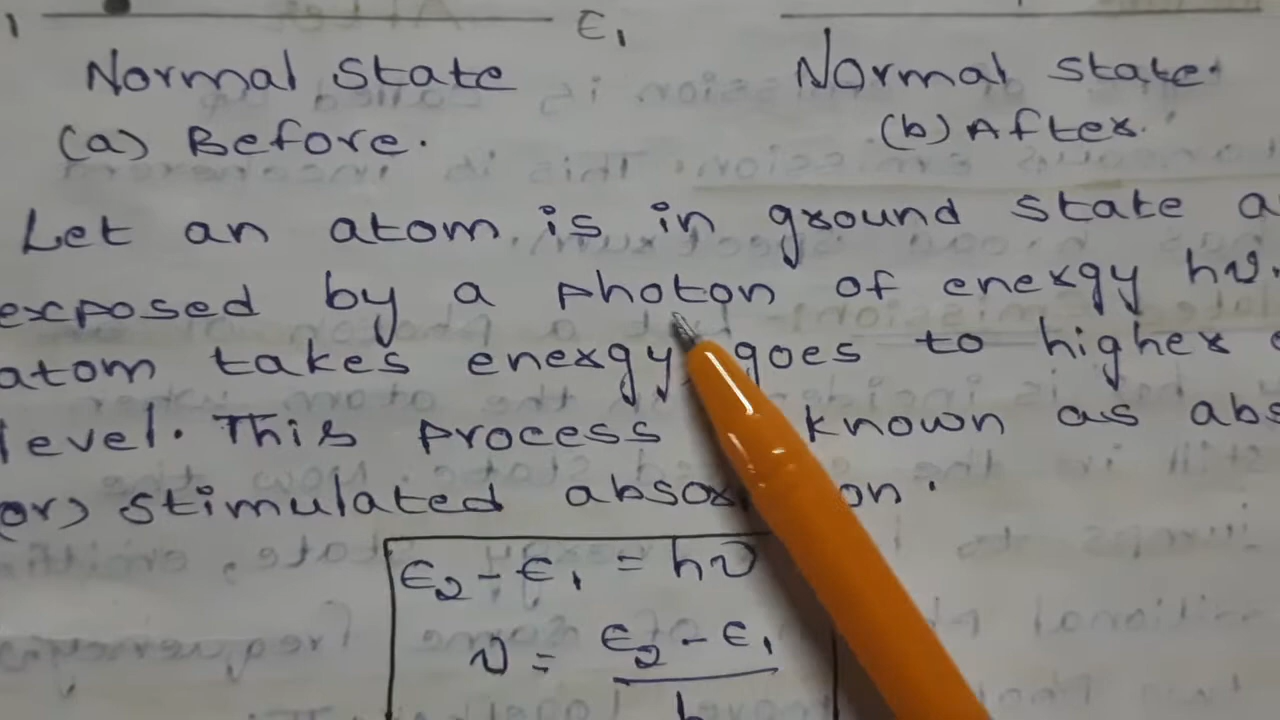 E1
Normal State
Normal State.
(a) Before.
(b) After.
Let an atom is in ground state
exposed by a photon of energy hν.
atom takes energy, goes to higher
level. This process known as
or) stimulated
E2 - E1 = hν
ν = E2 - E1